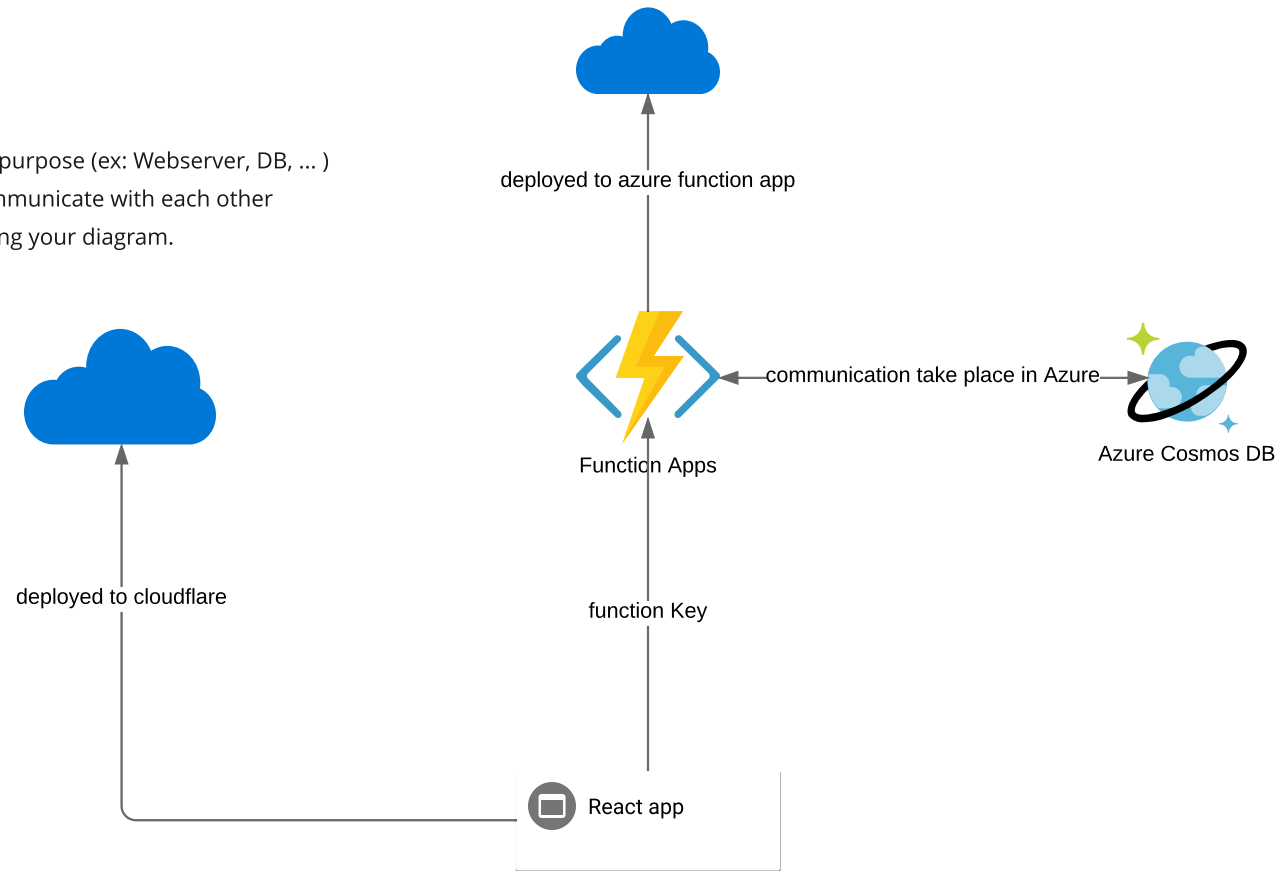 purpose (ex: Webserver, DB, ... )
communicate with each other
ng your diagram.
deployed to azure function app
communication take place in Azure
Function Apps
Azure Cosmos DB
deployed to cloudflare
function Key
React app